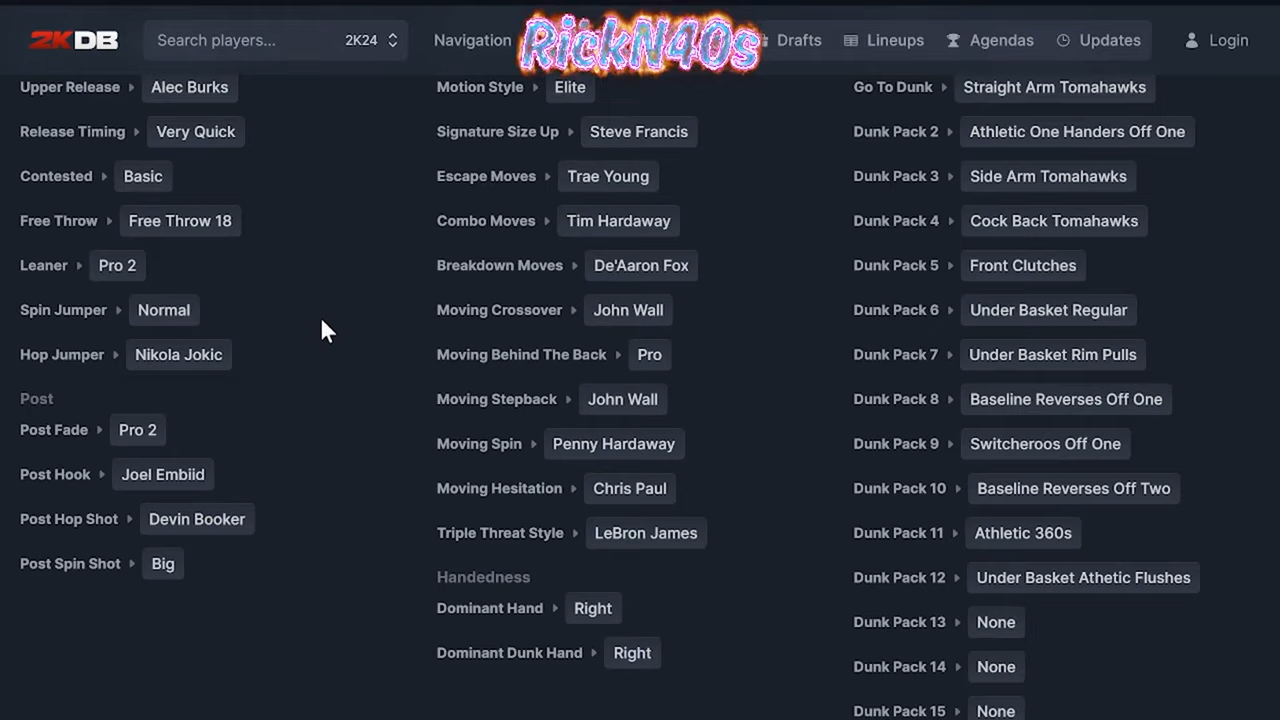 2KDB
Search players...
2K24
Navigation
RickN40s
Drafts
Lineups
Agendas
Updates
Login
Upper Release Alec Burks
Release Timing Very Quick
Contested Basic
Free Throw Free Throw 18
Leaner Pro 2
Spin Jumper Normal
Hop Jumper Nikola Jokic
Post
Post Fade Pro 2
Post Hook Joel Embiid
Post Hop Shot Devin Booker
Post Spin Shot Big
Motion Style Elite
Signature Size Up Steve Francis
Escape Moves Trae Young
Combo Moves Tim Hardaway
Breakdown Moves De'Aaron Fox
Moving Crossover John Wall
Moving Behind The Back Pro
Moving Stepback John Wall
Moving Spin Penny Hardaway
Moving Hesitation Chris Paul
Triple Threat Style LeBron James
Handedness
Dominant Hand Right
Dominant Dunk Hand Right
Go To Dunk Straight Arm Tomahawks
Dunk Pack 2 Athletic One Handers Off One
Dunk Pack 3 Side Arm Tomahawks
Dunk Pack 4 Cock Back Tomahawks
Dunk Pack 5 Front Clutches
Dunk Pack 6 Under Basket Regular
Dunk Pack 7 Under Basket Rim Pulls
Dunk Pack 8 Baseline Reverses Off One
Dunk Pack 9 Switcheroos Off One
Dunk Pack 10 Baseline Reverses Off Two
Dunk Pack 11 Athletic 360s
Dunk Pack 12 Under Basket Athetic Flushes
Dunk Pack 13 None
Dunk Pack 14 None
Dunk Pack 15 None